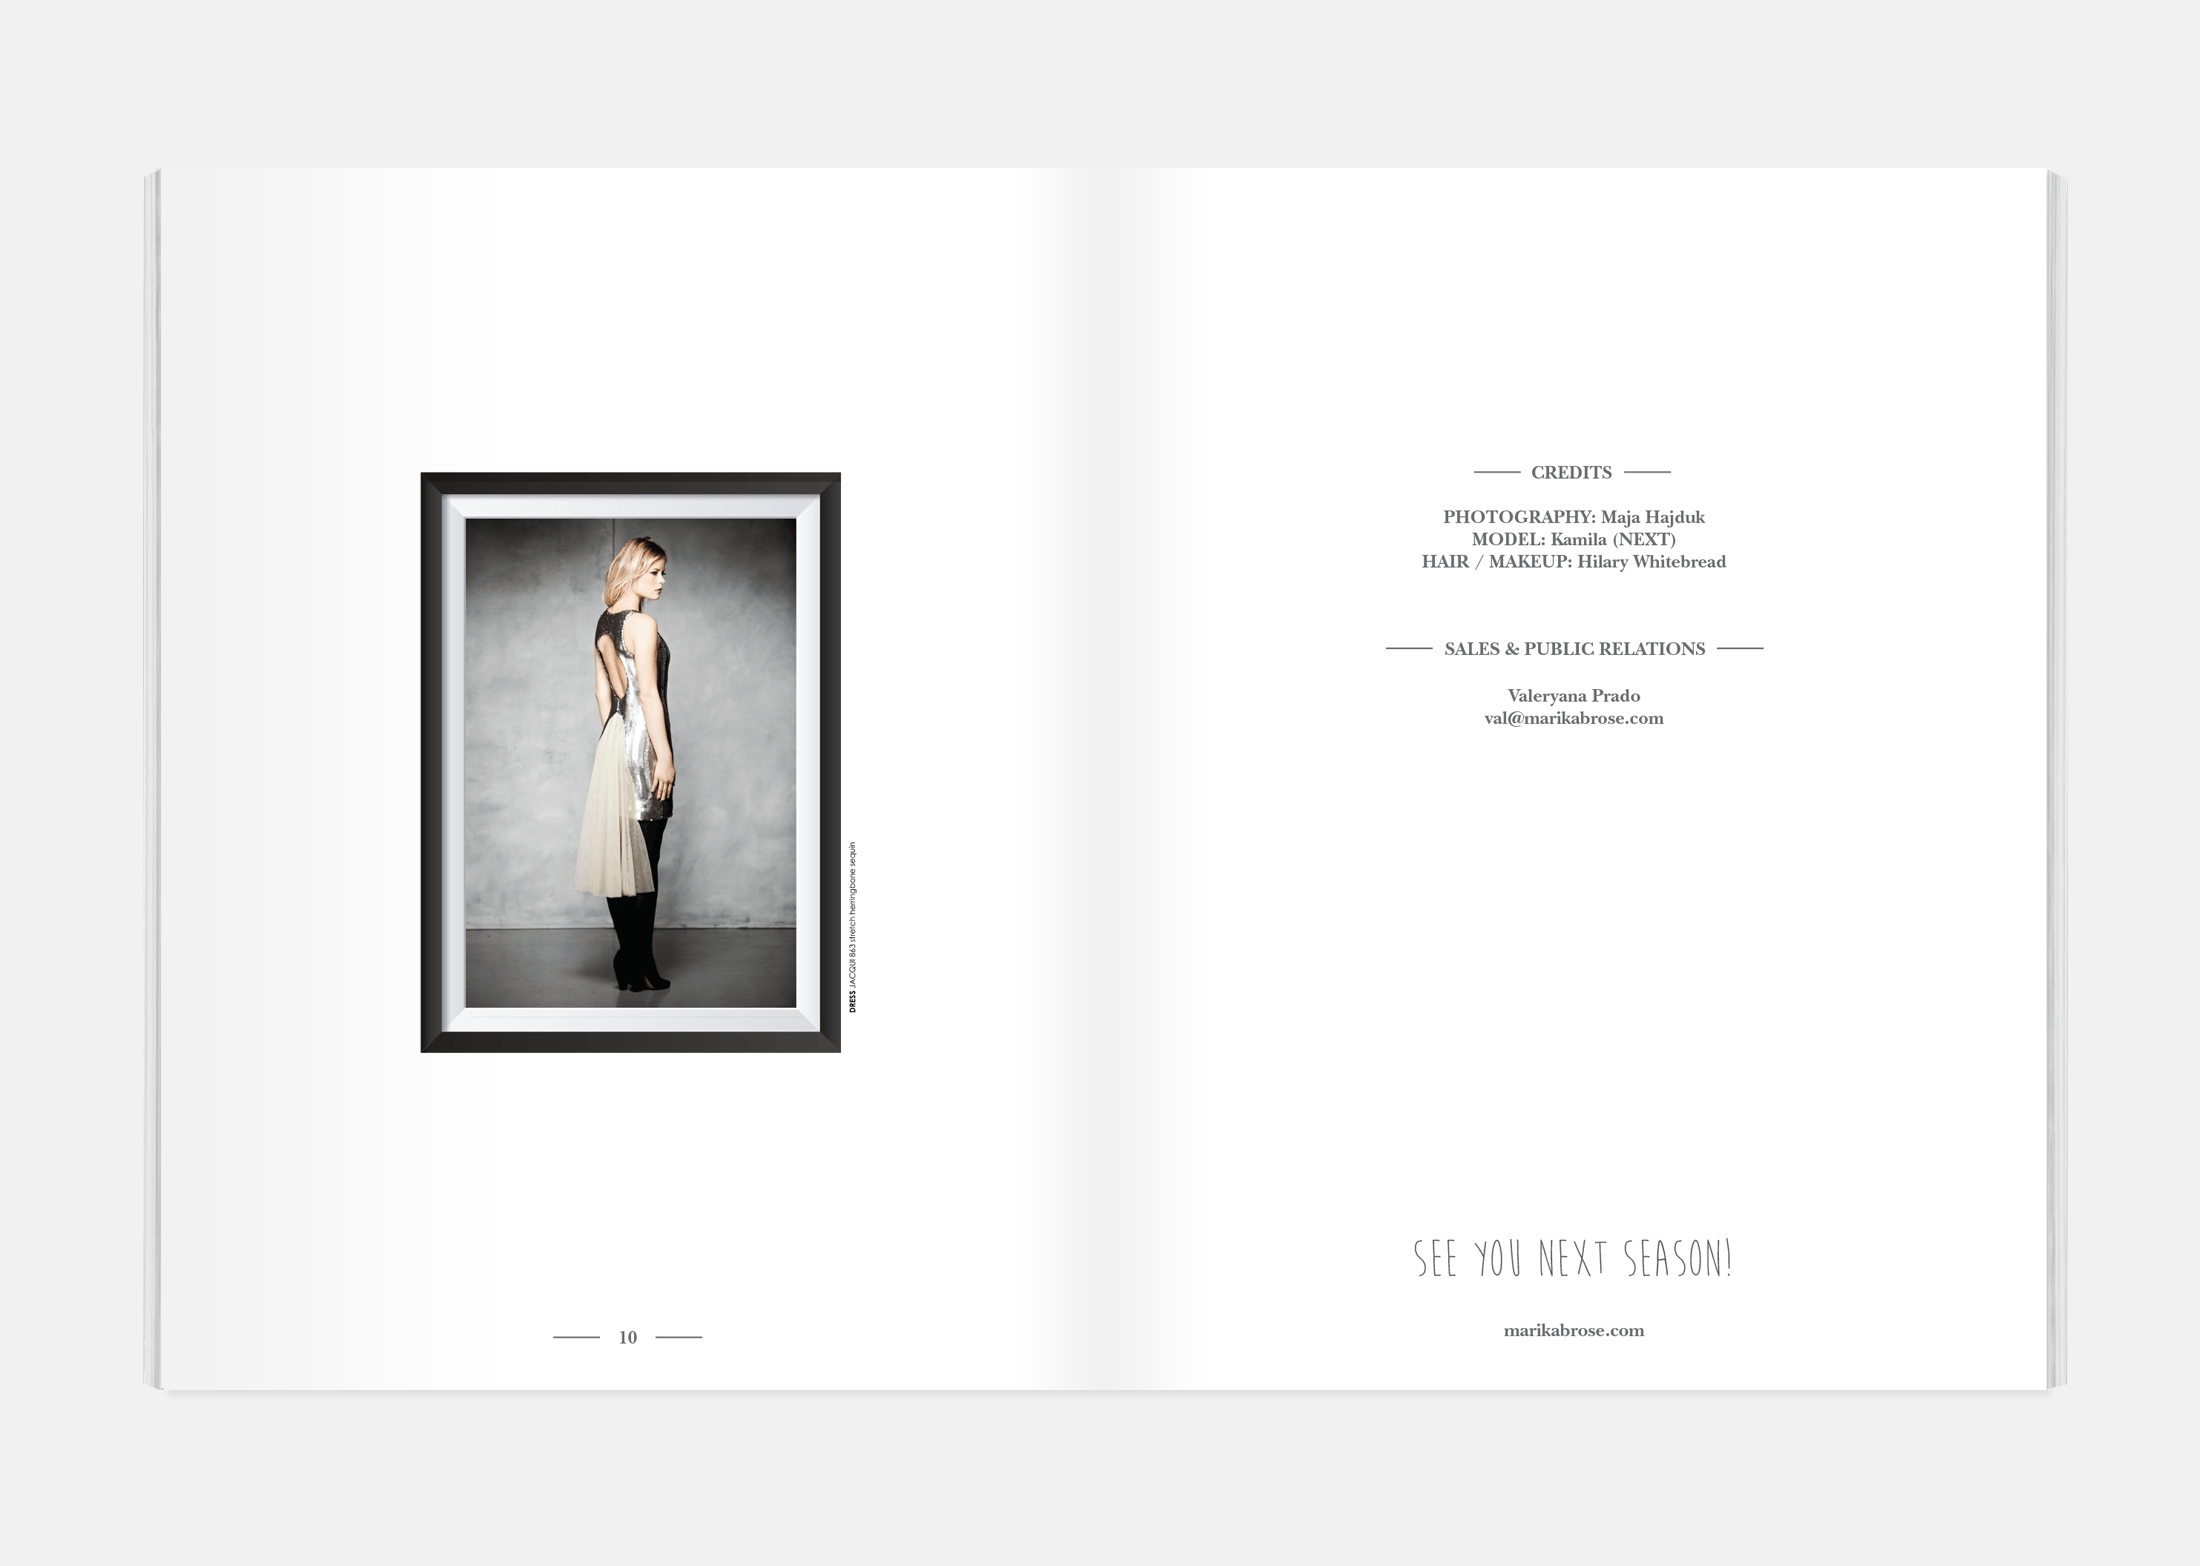 DRESS JACQUI 863 stretch herringbone sequin
10
CREDITS
PHOTOGRAPHY: Maja Hajduk
MODEL: Kamila (NEXT)
HAIR / MAKEUP: Hilary Whitebread
SALES & PUBLIC RELATIONS
Valeryana Prado
val@marikabrose.com
SEE YOU NEXT SEASON!
marikabrose.com